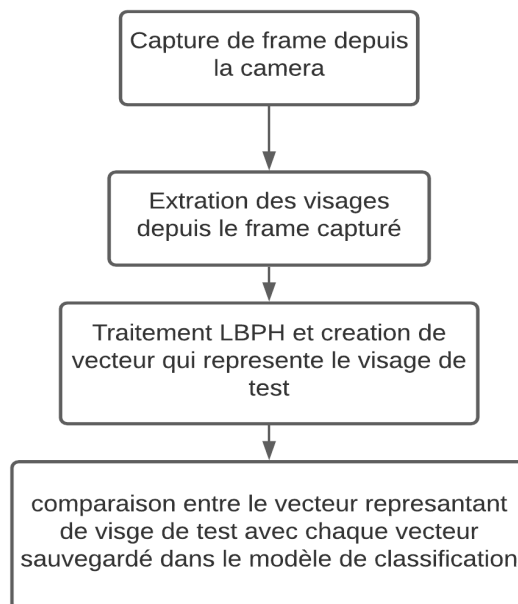 Capture de frame depuis
la camera
Extration des visages
depuis le frame capturé
Traitement LBPH et creation de
vecteur qui represente le visage de
test
comparaison entre le vecteur represantant
de visge de test avec chaque vecteur
sauvegardé dans le modèle de classification